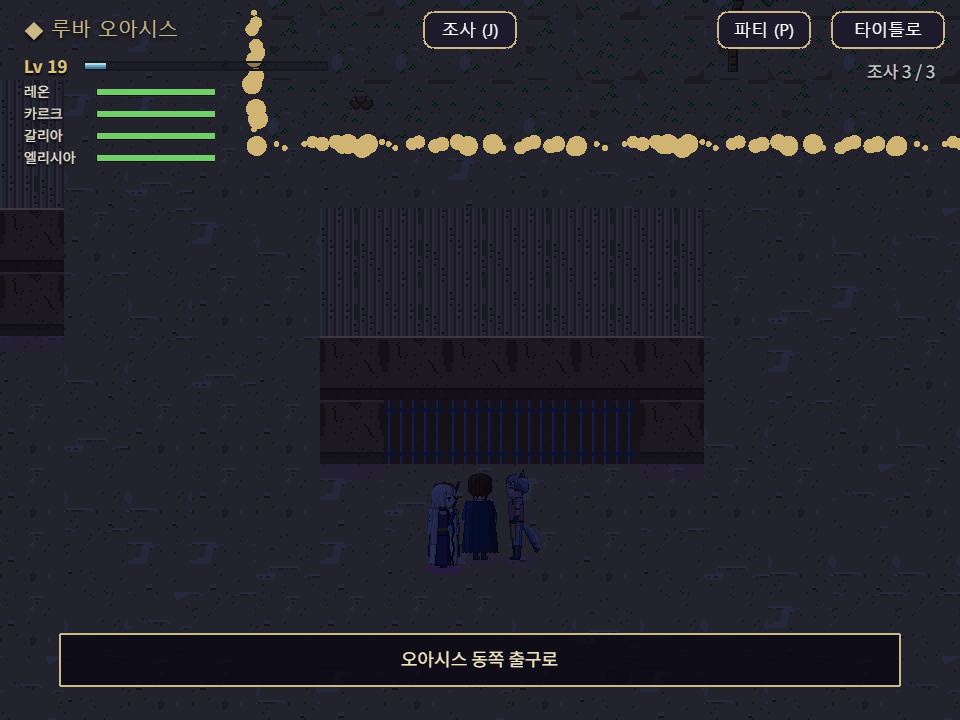 루바 오아시스
조사 (J)
파티 (P)
타이틀로
Lv 19
조사 3 / 3
레온
카르크
갈리아
엘리시아
오아시스 동쪽 출구로